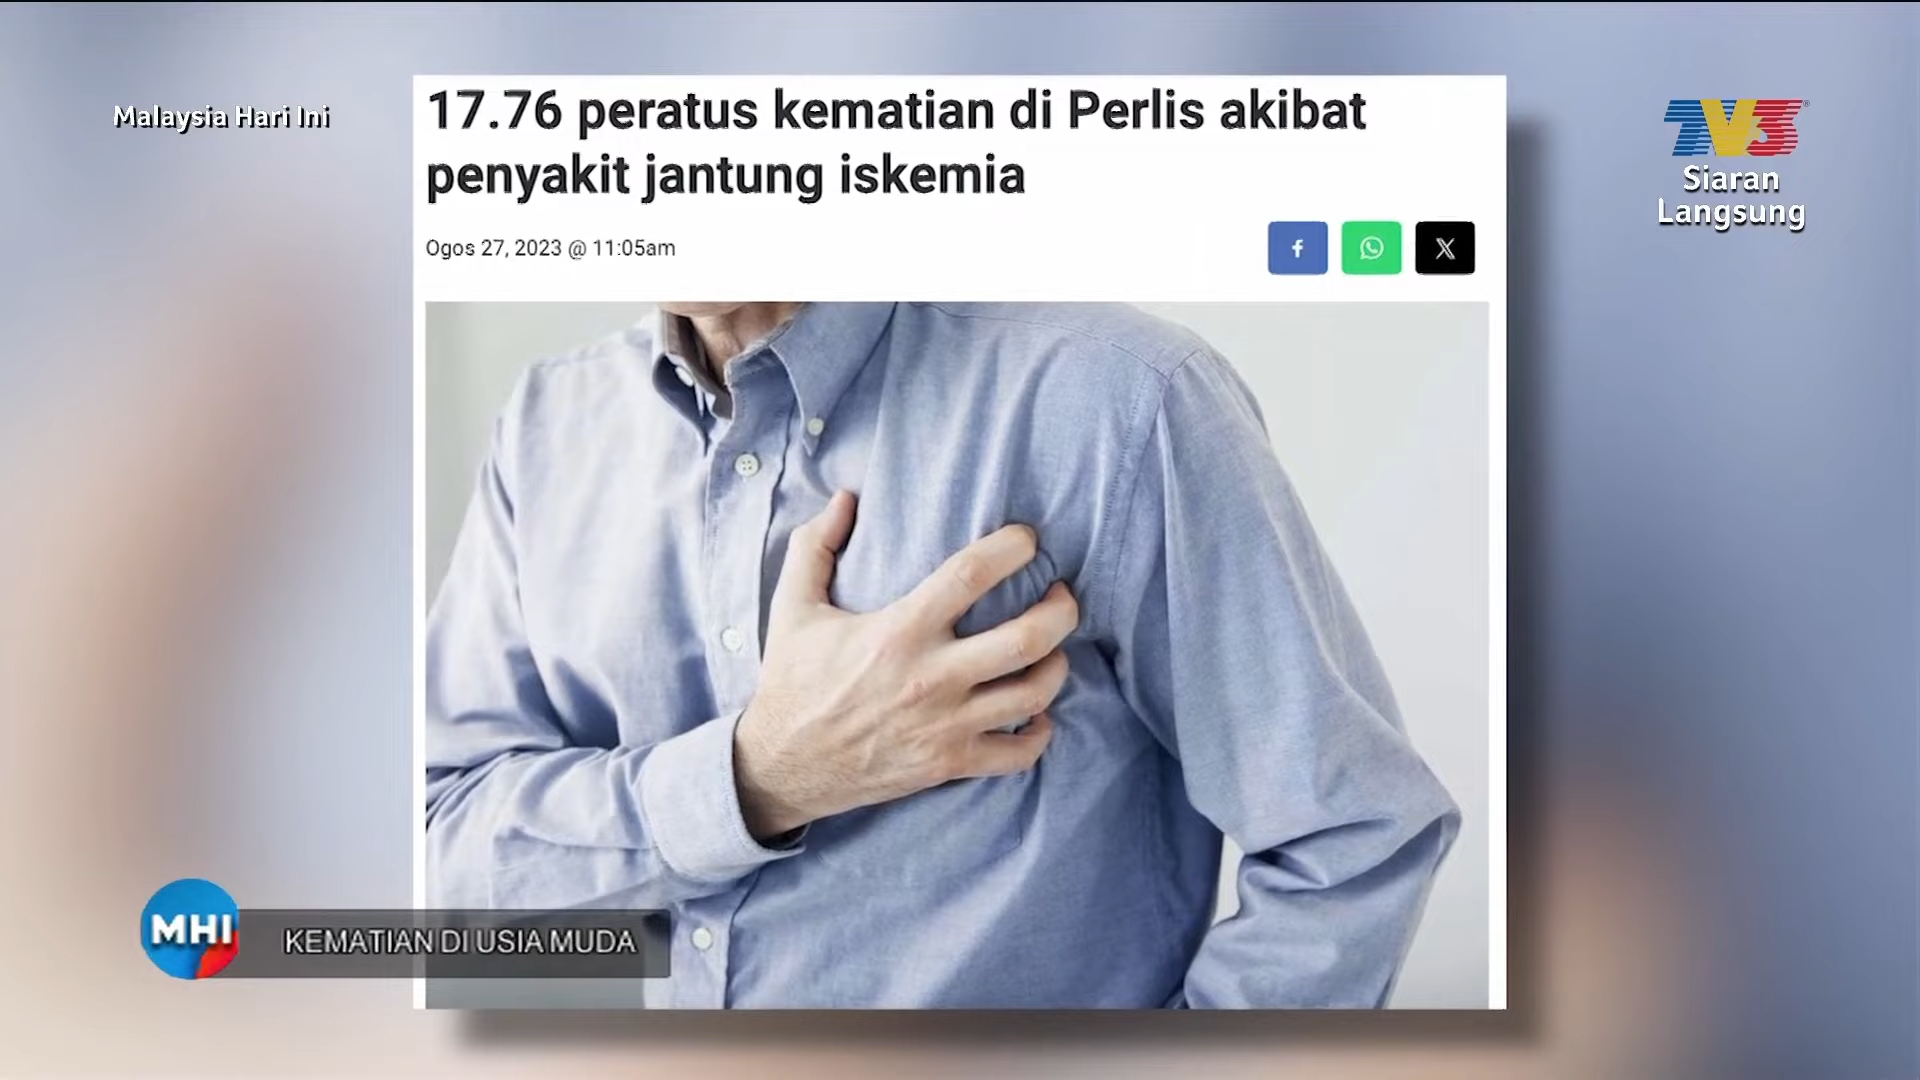 Malaysia Hari Ini
17.76 peratus kematian di Perlis akibat
penyakit jantung iskemia
Ogos 27, 2023 @ 11:05am
TV3
Siaran
Langsung
MHI
KEMATIAN DI USIA MUDA